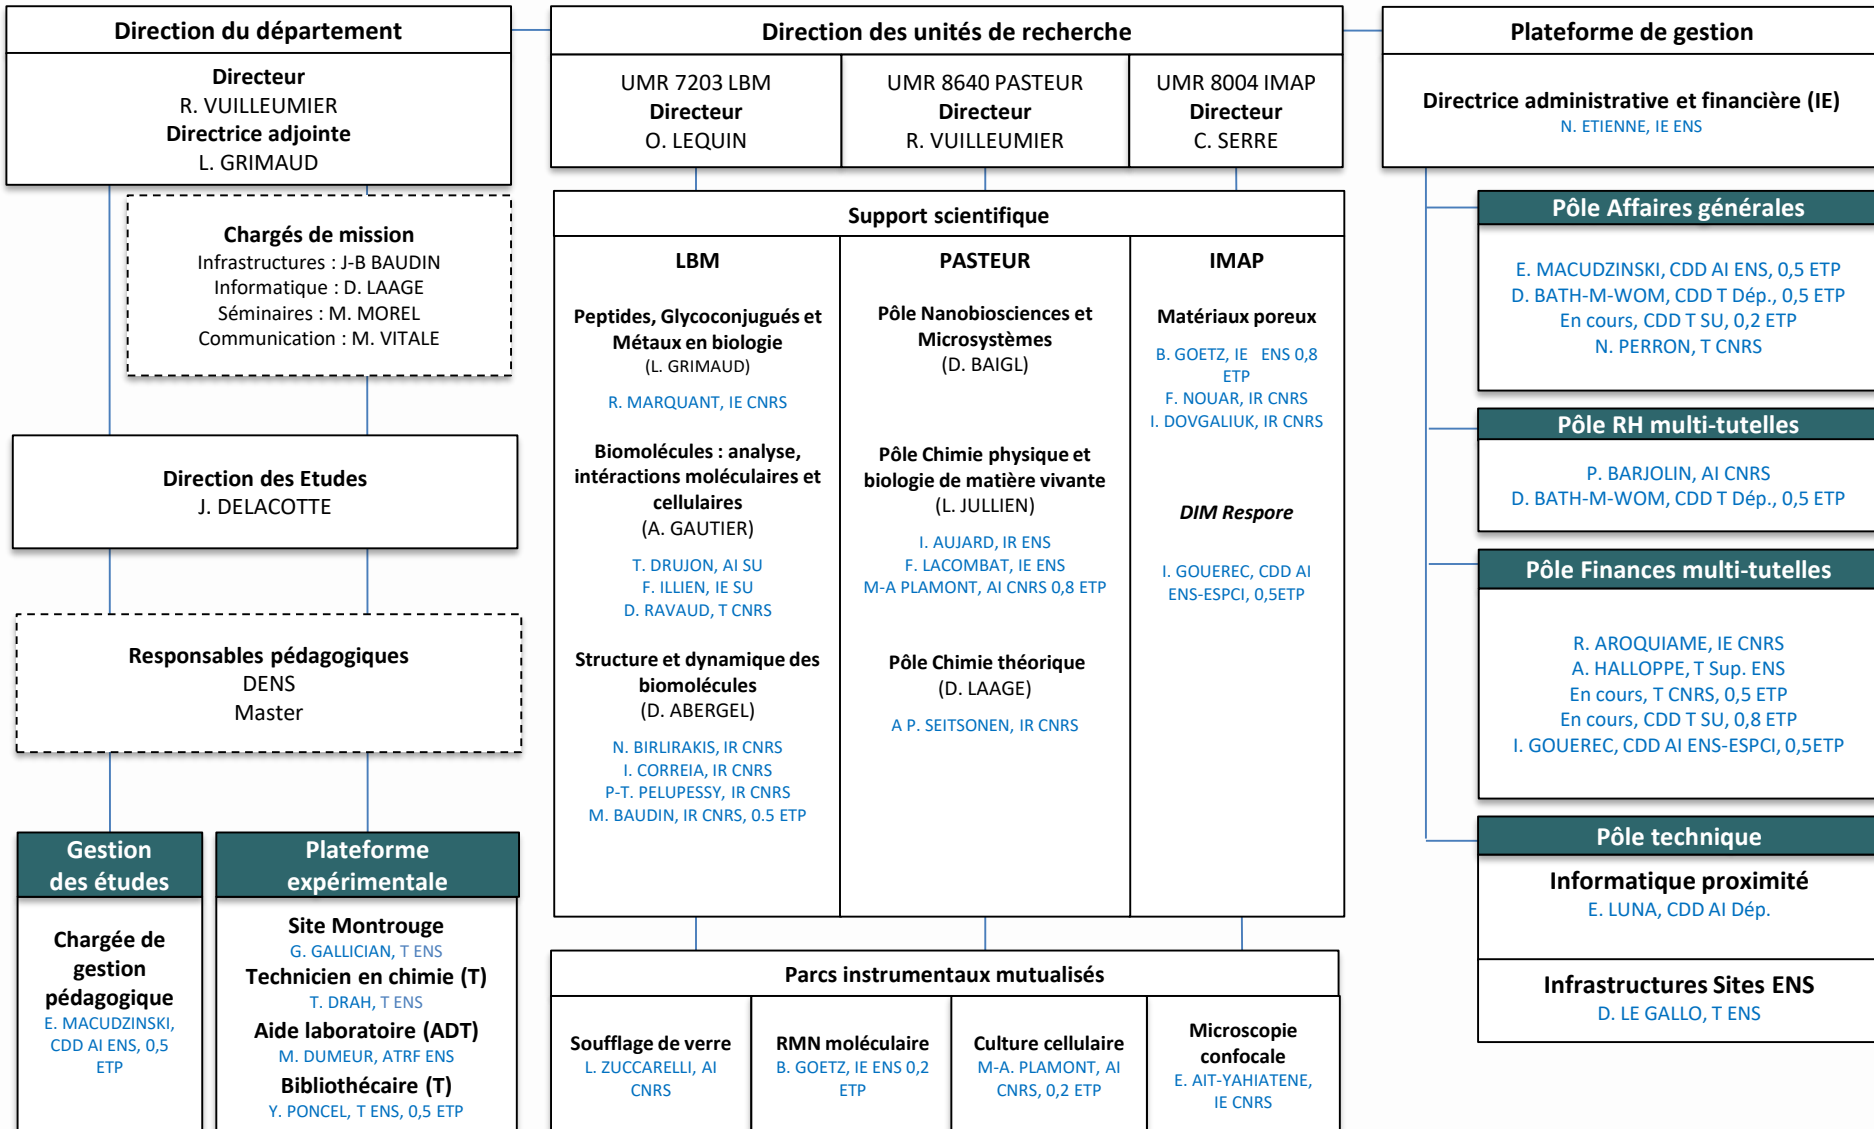 Direction du département
Directeur
R. VUILLEUMIER
Directrice adjointe
L. GRIMAUD
Chargés de mission
Infrastructures : J-B BAUDIN
Informatique : D. LAAGE
Séminaires : M. MOREL
Communication : M. VITALE
Direction des Etudes
J. DELACOTTE
Responsables pédagogiques
DENS
Master
Gestion
des études
Chargée de
gestion
pédagogique
E. MACUDZINSKI,
CDD AI ENS, 0,5
ETP
Plateforme
expérimentale
Site Montrouge
G. GALLICIAN, T ENS
Technicien en chimie (T)
T. DRAH, T ENS
Aide laboratoire (ADT)
M. DUMEUR, ATRF ENS
Bibliothécaire (T)
Y. PONCEL, T ENS, 0,5 ETP
Direction des unités de recherche
UMR 7203 LBM
Directeur
O. LEQUIN
UMR 8640 PASTEUR
Directeur
R. VUILLEUMIER
UMR 8004 IMAP
Directeur
C. SERRE
Support scientifique
LBM
Peptides, Glycoconjugués et
Métaux en biologie
(L. GRIMAUD)
R. MARQUANT, IE CNRS
Biomolécules : analyse,
intéractions moléculaires et
cellulaires
(A. GAUTIER)
T. DRUJON, AI SU
F. ILLIEN, IE SU
D. RAVAUD, T CNRS
Structure et dynamique des
biomolécules
(D. ABERGEL)
N. BIRLIRAKIS, IR CNRS
I. CORREIA, IR CNRS
P-T. PELUPESSY, IR CNRS
M. BAUDIN, IR CNRS, 0.5 ETP
PASTEUR
Pôle Nanobiosciences et
Microsystèmes
(D. BAIGL)
Pôle Chimie physique et
biologie de matière vivante
(L. JULLIEN)
I. AUJARD, IR ENS
F. LACOMBAT, IE ENS
M-A PLAMONT, AI CNRS 0,8 ETP
Pôle Chimie théorique
(D. LAAGE)
A P. SEITSONEN, IR CNRS
IMAP
Matériaux poreux
B. GOETZ, IE ENS 0,8
ETP
F. NOUAR, IR CNRS
I. DOVGALIUK, IR CNRS
DIM Respore
I. GOUEREC, CDD AI
ENS-ESPCI, 0,5ETP
Parcs instrumentaux mutualisés
Soufflage de verre
L. ZUCCARELLI, AI
CNRS
RMN moléculaire
B. GOETZ, IE ENS 0,2
ETP
Culture cellulaire
M-A. PLAMONT, AI
CNRS, 0,2 ETP
Microscopie
confocale
E. AIT-YAHIATENE,
IE CNRS
Plateforme de gestion
Directrice administrative et financière (IE)
N. ETIENNE, IE ENS
Pôle Affaires générales
E. MACUDZINSKI, CDD AI ENS, 0,5 ETP
D. BATH-M-WOM, CDD T Dép., 0,5 ETP
En cours, CDD T SU, 0,2 ETP
N. PERRON, T CNRS
Pôle RH multi-tutelles
P. BARJOLIN, AI CNRS
D. BATH-M-WOM, CDD T Dép., 0,5 ETP
Pôle Finances multi-tutelles
R. AROQUIAME, IE CNRS
A. HALLOPPE, T Sup. ENS
En cours, T CNRS, 0,5 ETP
En cours, CDD T SU, 0,8 ETP
I. GOUEREC, CDD AI ENS-ESPCI, 0,5ETP
Pôle technique
Informatique proximité
E. LUNA, CDD AI Dép.
Infrastructures Sites ENS
D. LE GALLO, T ENS